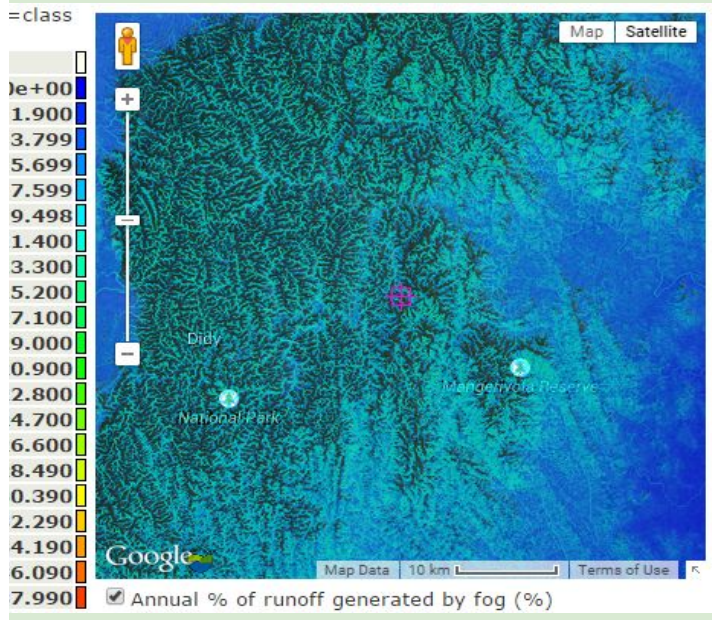 =class
0e+00
1.900
3.799
5.699
7.599
9.498
1.400
3.300
5.200
7.100
9.000
0.900
2.800
4.700
6.600
8.490
0.390
2.290
4.190
6.090
7.990
Map Satellite
Didy
National Park
Mangerivola Reserve
Google
Map Data 10 km Terms of Use
Annual % of runoff generated by fog (%)